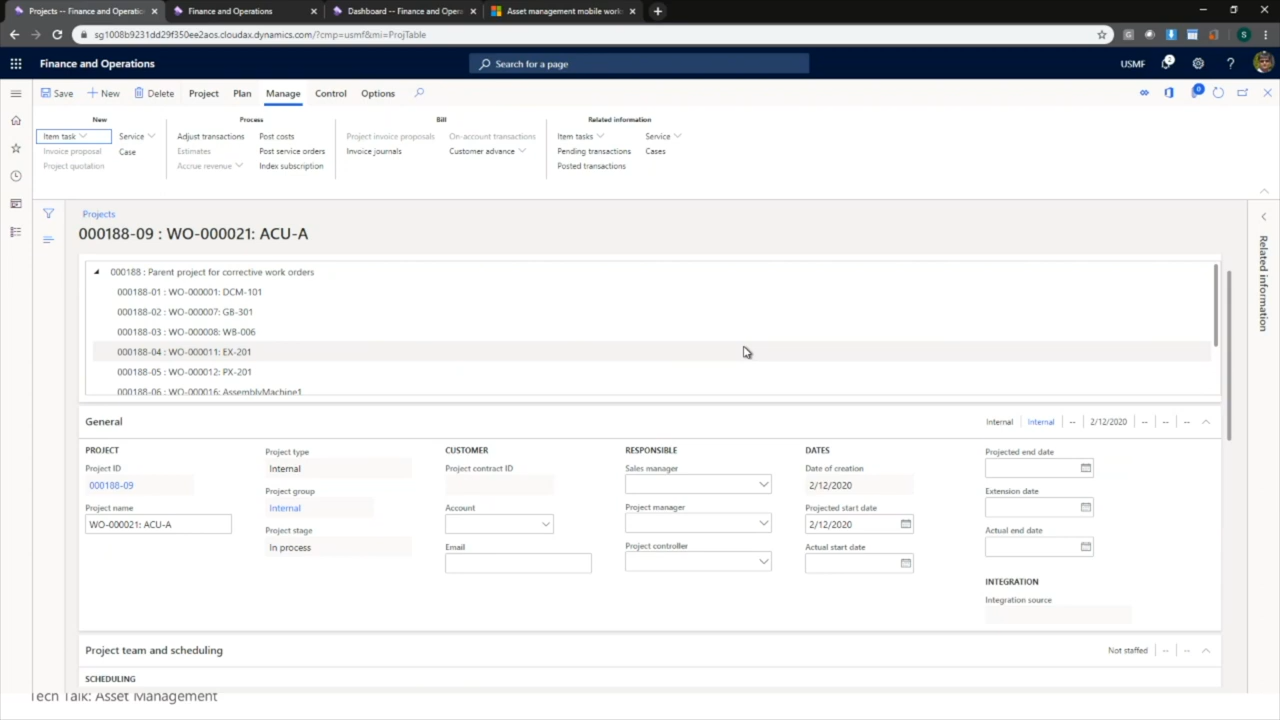 Projects -- Finance and Operations
Finance and Operations
Dashboard -- Finance and Opera
Asset management mobile work
sg1008b9231dd29f350ee2aos.cloudax.dynamics.com/?cmp=usmf&mi=ProjTable
S
Finance and Operations
Search for a page
USMF
?
Save
New
Delete
Project
Plan
Manage
Control
Options
0
New
Process
Bill
Related information
Item task
Service
Adjust transactions
Post costs
Project invoice proposals
On-account transactions
Item tasks
Service
Invoice proposal
Case
Estimates
Post service orders
Invoice journals
Customer advance
Pending transactions
Cases
Project quotation
Accrue revenue
Index subscription
Posted transactions
Projects
000188-09 : WO-000021: ACU-A
Related information
000188 : Parent project for corrective work orders
000188-01 : WO-000001: DCM-101
000188-02 : WO-000007: GB-301
000188-03 : WO-000008: WB-006
000188-04 : WO-000011: EX-201
000188-05 : WO-000012: PX-201
000188-06 : WO-000016: AssemblyMachine1
General
Internal
Internal
--
2/12/2020
--
--
--
PROJECT
Project ID
000188-09
Project name
WO-000021: ACU-A
Project type
Internal
Project group
Internal
Project stage
In process
CUSTOMER
Project contract ID
Account
Email
RESPONSIBLE
Sales manager
Project manager
Project controller
DATES
Date of creation
2/12/2020
Projected start date
2/12/2020
Actual start date
Projected end date
Extension date
Actual end date
INTEGRATION
Integration source
Project team and scheduling
Not staffed
--
--
SCHEDULING
Tech Talk: Asset Management